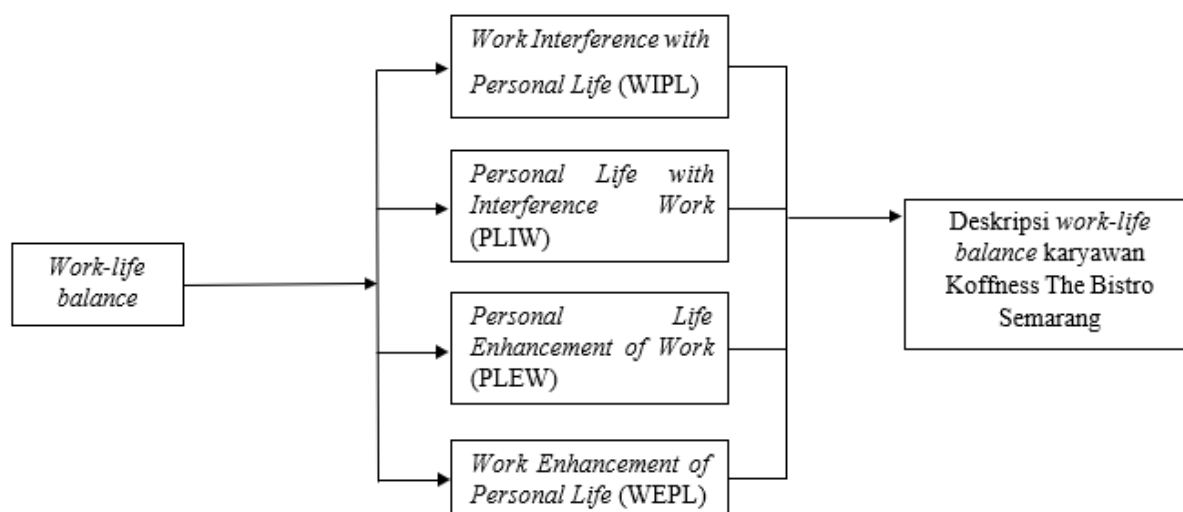 Work-life
balance
Work Interference with
Personal Life (WIPL)
Personal Life with
Interference Work
(PLIW)
Personal Life
Enhancement of Work
(PLEW)
Work Enhancement of
Personal Life (WEPL)
Deskripsi work-life
balance karyawan
Koffness The Bistro
Semarang